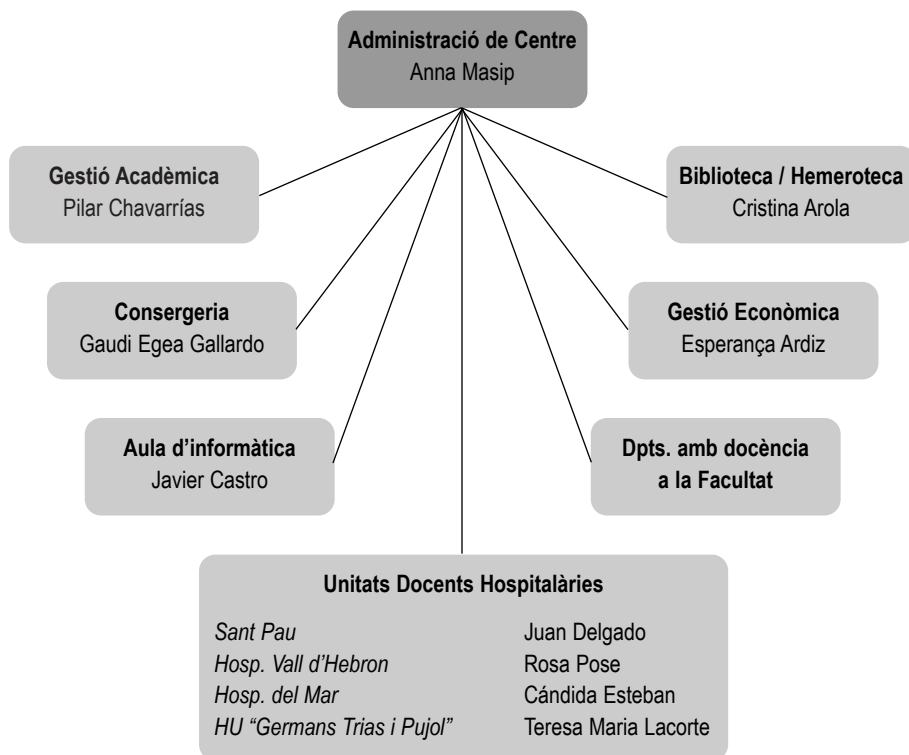 Administració de Centre
Anna Masip
Gestió Acadèmica
Pilar Chavarrías
Biblioteca / Hemeroteca
Cristina Arola
Consergeria
Gaudi Egea Gallardo
Gestió Econòmica
Esperança Ardiz
Aula d’informàtica
Javier Castro
Dpts. amb docència
a la Facultat
Unitats Docents Hospitalàries
Sant Pau Juan Delgado
Hosp. Vall d’Hebron Rosa Pose
Hosp. del Mar Cándida Esteban
HU “Germans Trias i Pujol” Teresa Maria Lacorte